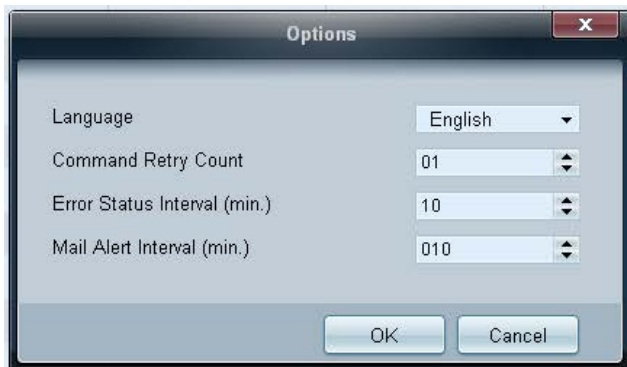 Options
Language English
Command Retry Count 01
Error Status Interval (min.) 10
Mail Alert Interval (min.) 010
OK Cancel